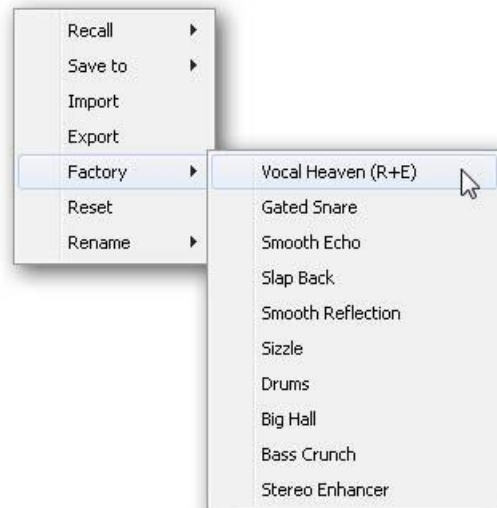 Recall
Save to
Import
Export
Factory
Reset
Rename
Vocal Heaven (R+E)
Gated Snare
Smooth Echo
Slap Back
Smooth Reflection
Sizzle
Drums
Big Hall
Bass Crunch
Stereo Enhancer